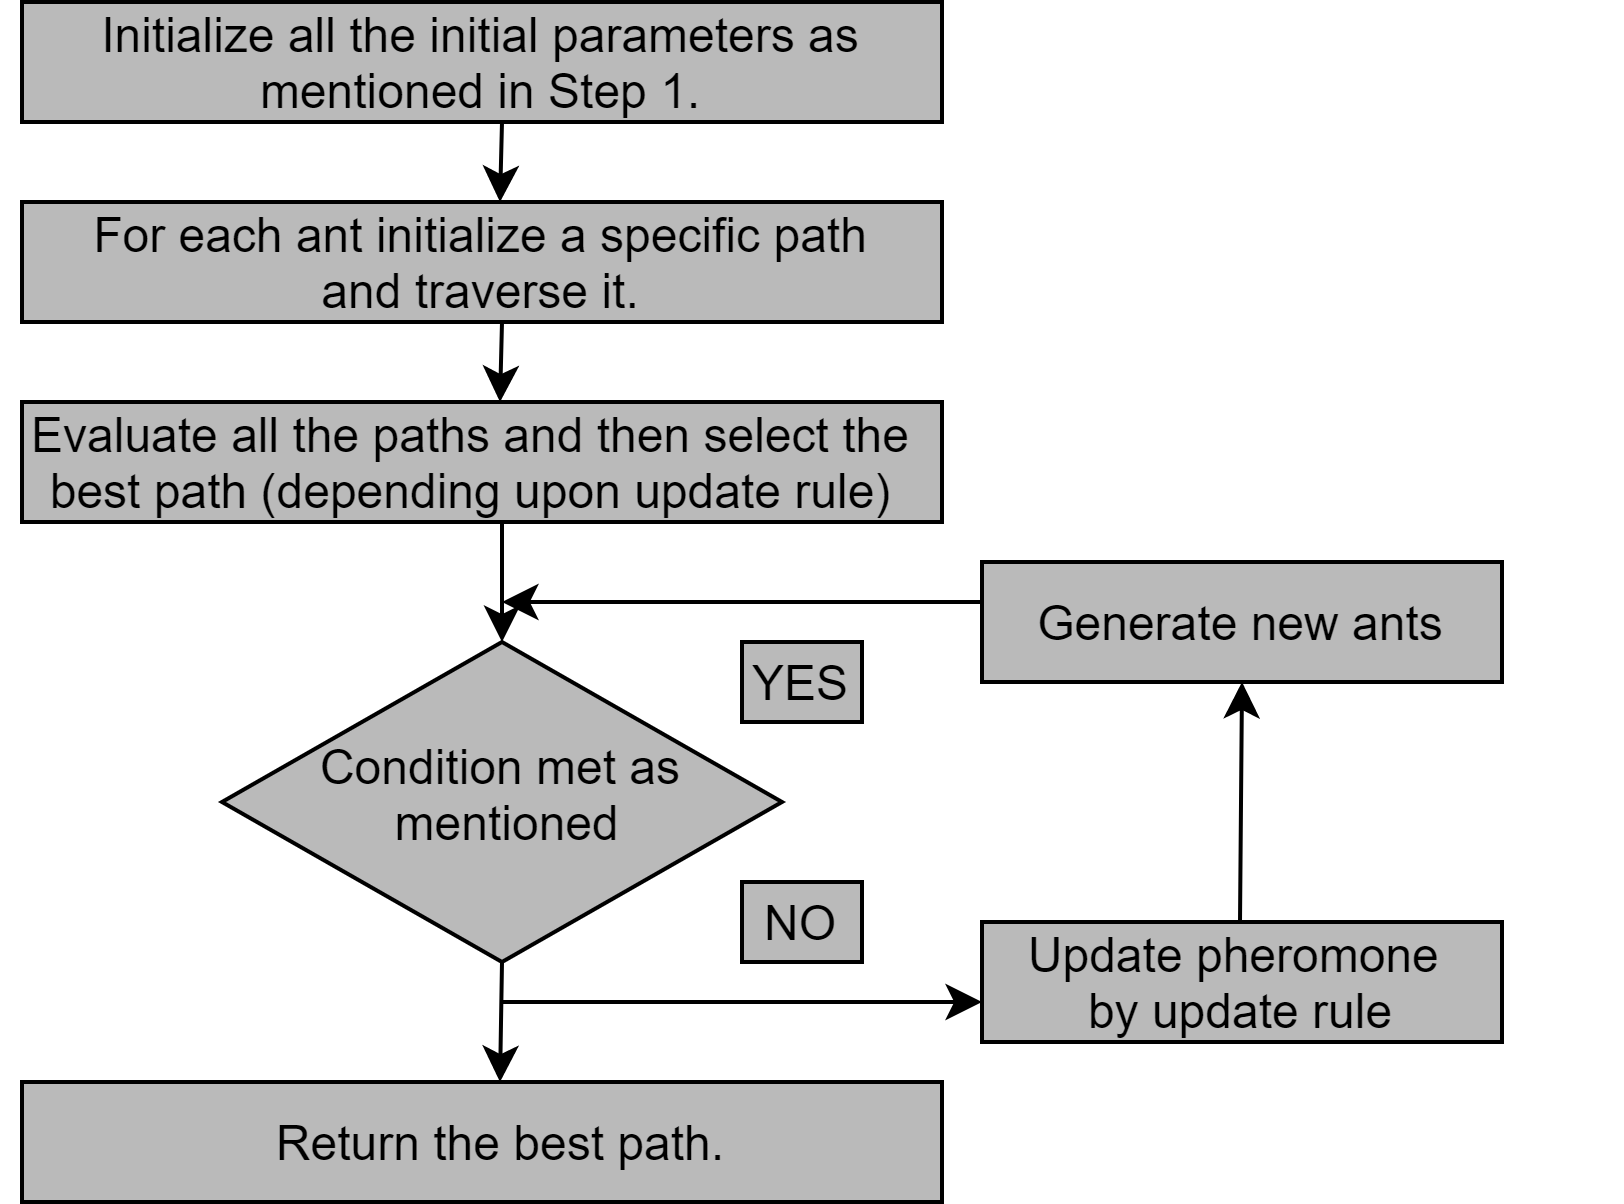 Initialize all the initial parameters as
mentioned in Step 1.
For each ant initialize a specific path
and traverse it.
Evaluate all the paths and then select the
best path (depending upon update rule)
Generate new ants
YES
Condition met as
mentioned
NO
Update pheromone
by update rule
Return the best path.